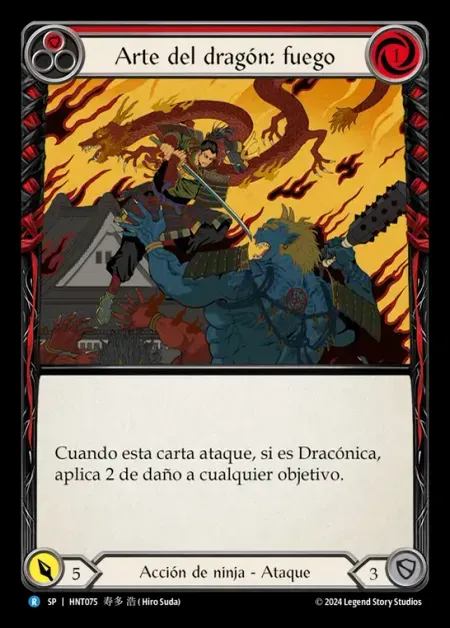 Arte del dragón: fuego
1
Cuando esta carta ataque, si es Dracónica,
aplica 2 de daño a cualquier objetivo.
5
Acción de ninja - Ataque
3
R SP | HNT075 寿多 浩 ( Hiro Suda) © 2024 Legend Story Studios